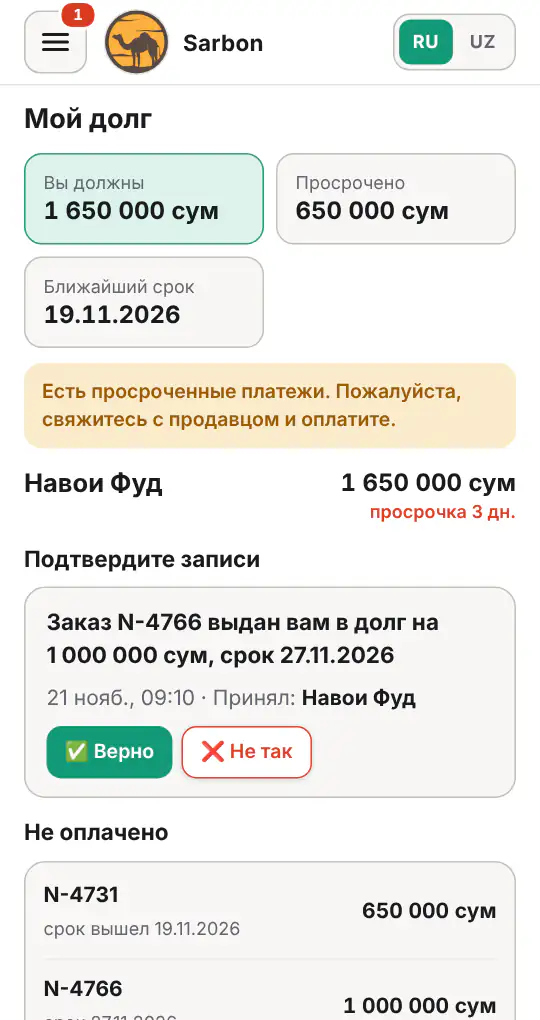 1
Sarbon
RU UZ
Мой долг
Вы должны
1 650 000 сум
Просрочено
650 000 сум
Ближайший срок
19.11.2026
Есть просроченные платежи. Пожалуйста,
свяжитесь с продавцом и оплатите.
Навои Фуд
1 650 000 сум
просрочка 3 дн.
Подтвердите записи
Заказ N-4766 выдан вам в долг на
1 000 000 сум, срок 27.11.2026
21 нояб., 09:10 · Принял: Навои Фуд
✅ Верно
❌ Не так
Не оплачено
N-4731
650 000 сум
срок вышел 19.11.2026
N-4766
1 000 000 сум